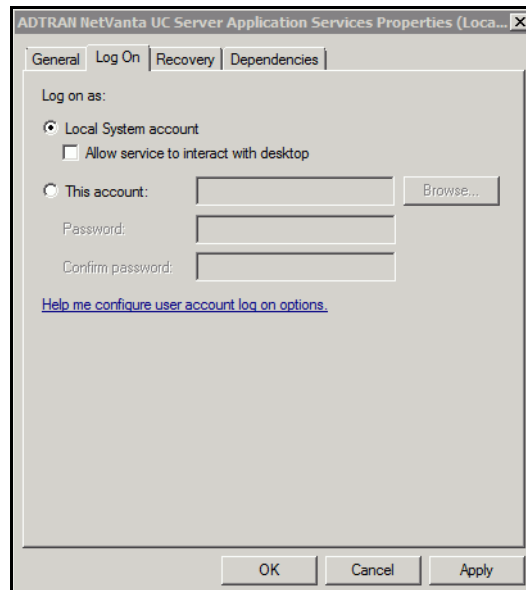 ADTRAN NetVanta UC Server Application Services Properties (Loca...
General Log On Recovery Dependencies
Log on as:
Local System account
Allow service to interact with desktop
This account:
Browse...
Password:
Confirm password:
Help me configure user account log on options.
OK Cancel Apply